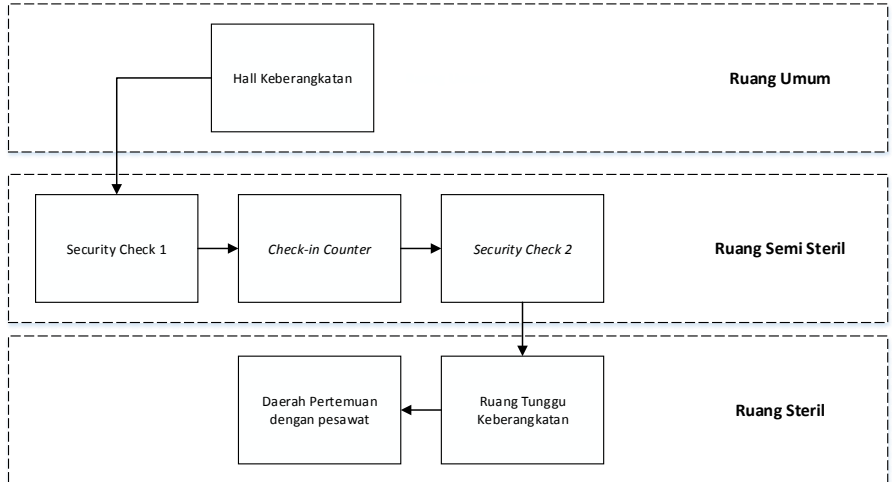 Hall Keberangkatan
Ruang Umum
Security Check 1
Check-in Counter
Security Check 2
Ruang Semi Steril
Daerah Pertemuan
dengan pesawat
Ruang Tunggu
Keberangkatan
Ruang Steril